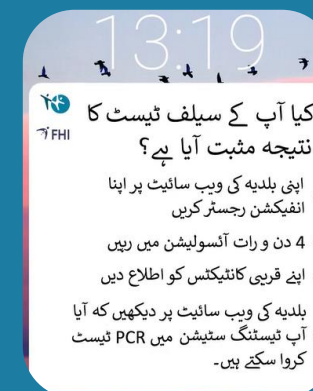 13:19
FHI
کیا آپ کے سیلف ٹیسٹ کا
نتیجہ مثبت آیا ہے؟
اپنی بلدیہ کی ویب سائیٹ پر اپنا
انفیکشن رجسٹر کریں
4 دن و رات آئسولیشن میں رہیں
اپنے قریبی کانٹیکٹس کو اطلاع دیں
بلدیہ کی ویب سائیٹ پر دیکھیں کہ آیا
آپ ٹیسٹنگ سٹیشن میں PCR ٹیسٹ
کروا سکتے ہیں۔